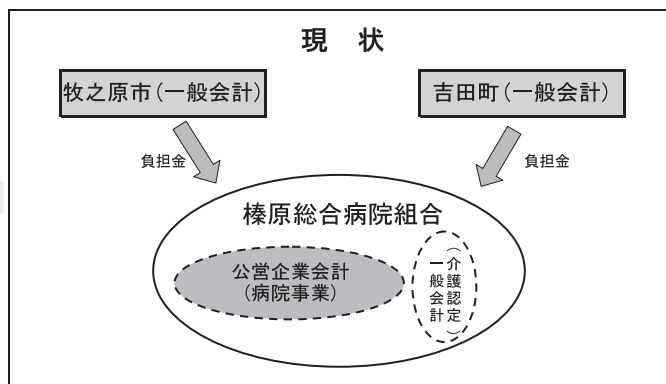 現　状
牧之原市（一般会計）
吉田町（一般会計）
負担金
負担金
榛原総合病院組合
公営企業会計
（病院事業）
一般会計
（介護認定）